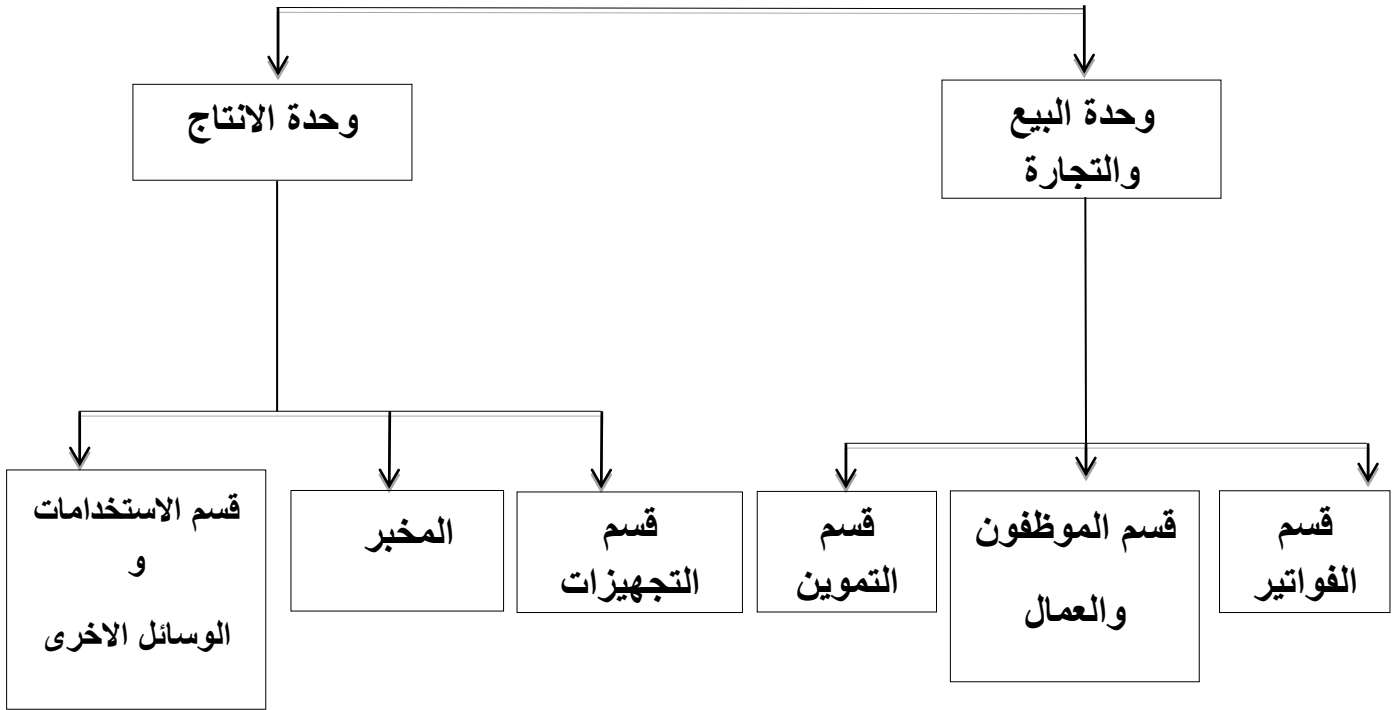 وحدة البيع
والتجارة
وحدة الانتاج
قسم
الفواتير
قسم الموظفون
والعمال
قسم
التموين
قسم
التجهيزات
المخبر
قسم الاستخدامات
و
الوسائل الاخرى